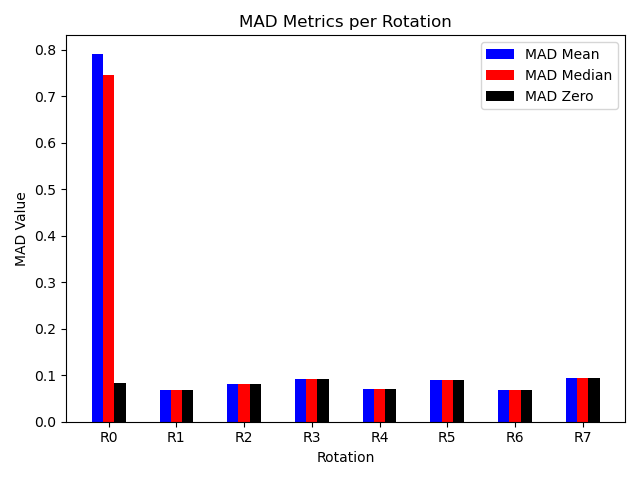 MAD Metrics per Rotation
MAD Mean
MAD Median
MAD Zero
MAD Value
0.8
0.7
0.6
0.5
0.4
0.3
0.2
0.1
0.0
R0 R1 R2 R3 R4 R5 R6 R7
Rotation